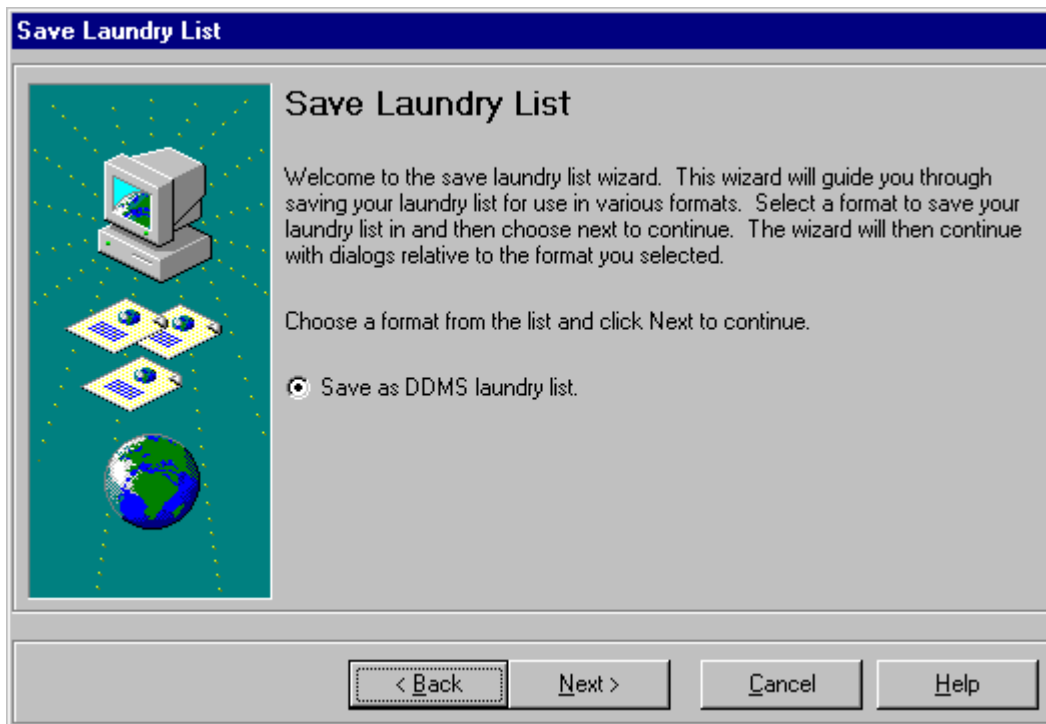 Save Laundry List
Save Laundry List
Welcome to the save laundry list wizard.  This wizard will guide you through
saving your laundry list for use in various formats.  Select a format to save your
laundry list in and then choose next to continue.  The wizard will then continue
with dialogs relative to the format you selected.
Choose a format from the list and click Next to continue.
Save as DDMS laundry list.
< Back
Next >
Cancel
Help